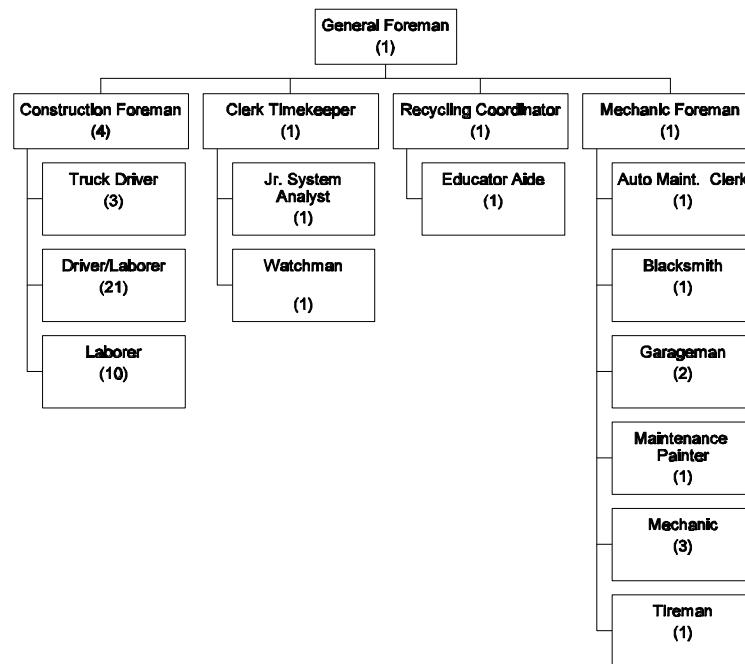 General Foreman
(1)
Construction Foreman
(4)
Truck Driver
(3)
Driver/Laborer
(21)
Laborer
(10)
Clerk Timekeeper
(1)
Jr. System
Analyst
(1)
Watchman
(1)
Recycling Coordinator
(1)
Educator Aide
(1)
Mechanic Foreman
(1)
Auto Maint. Clerk
(1)
Blacksmith
(1)
Garageman
(2)
Maintenance
Painter
(1)
Mechanic
(3)
Tireman
(1)